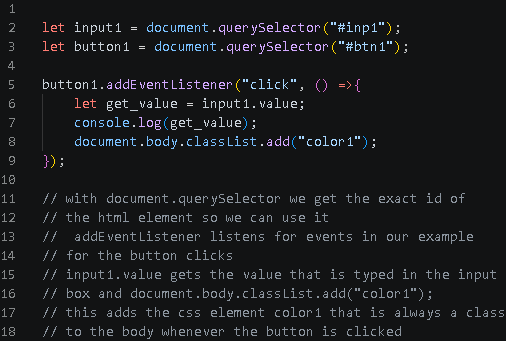 1
2 let input1 = document.querySelector("#inp1");
3 let button1 = document.querySelector("#btn1");
4
5 button1.addEventListener("click", () =>{
6 let get_value = input1.value;
7 console.log(get_value);
8 document.body.classList.add("color1");
9 });
10
11 // with document.querySelector we get the exact id of
12 // the html element so we can use it
13 //  addEventListener listens for events in our example
14 // for the button clicks
15 // input1.value gets the value that is typed in the input
16 // box and document.body.classList.add("color1");
17 // this adds the css element color1 that is always a class
18 // to the body whenever the button is clicked